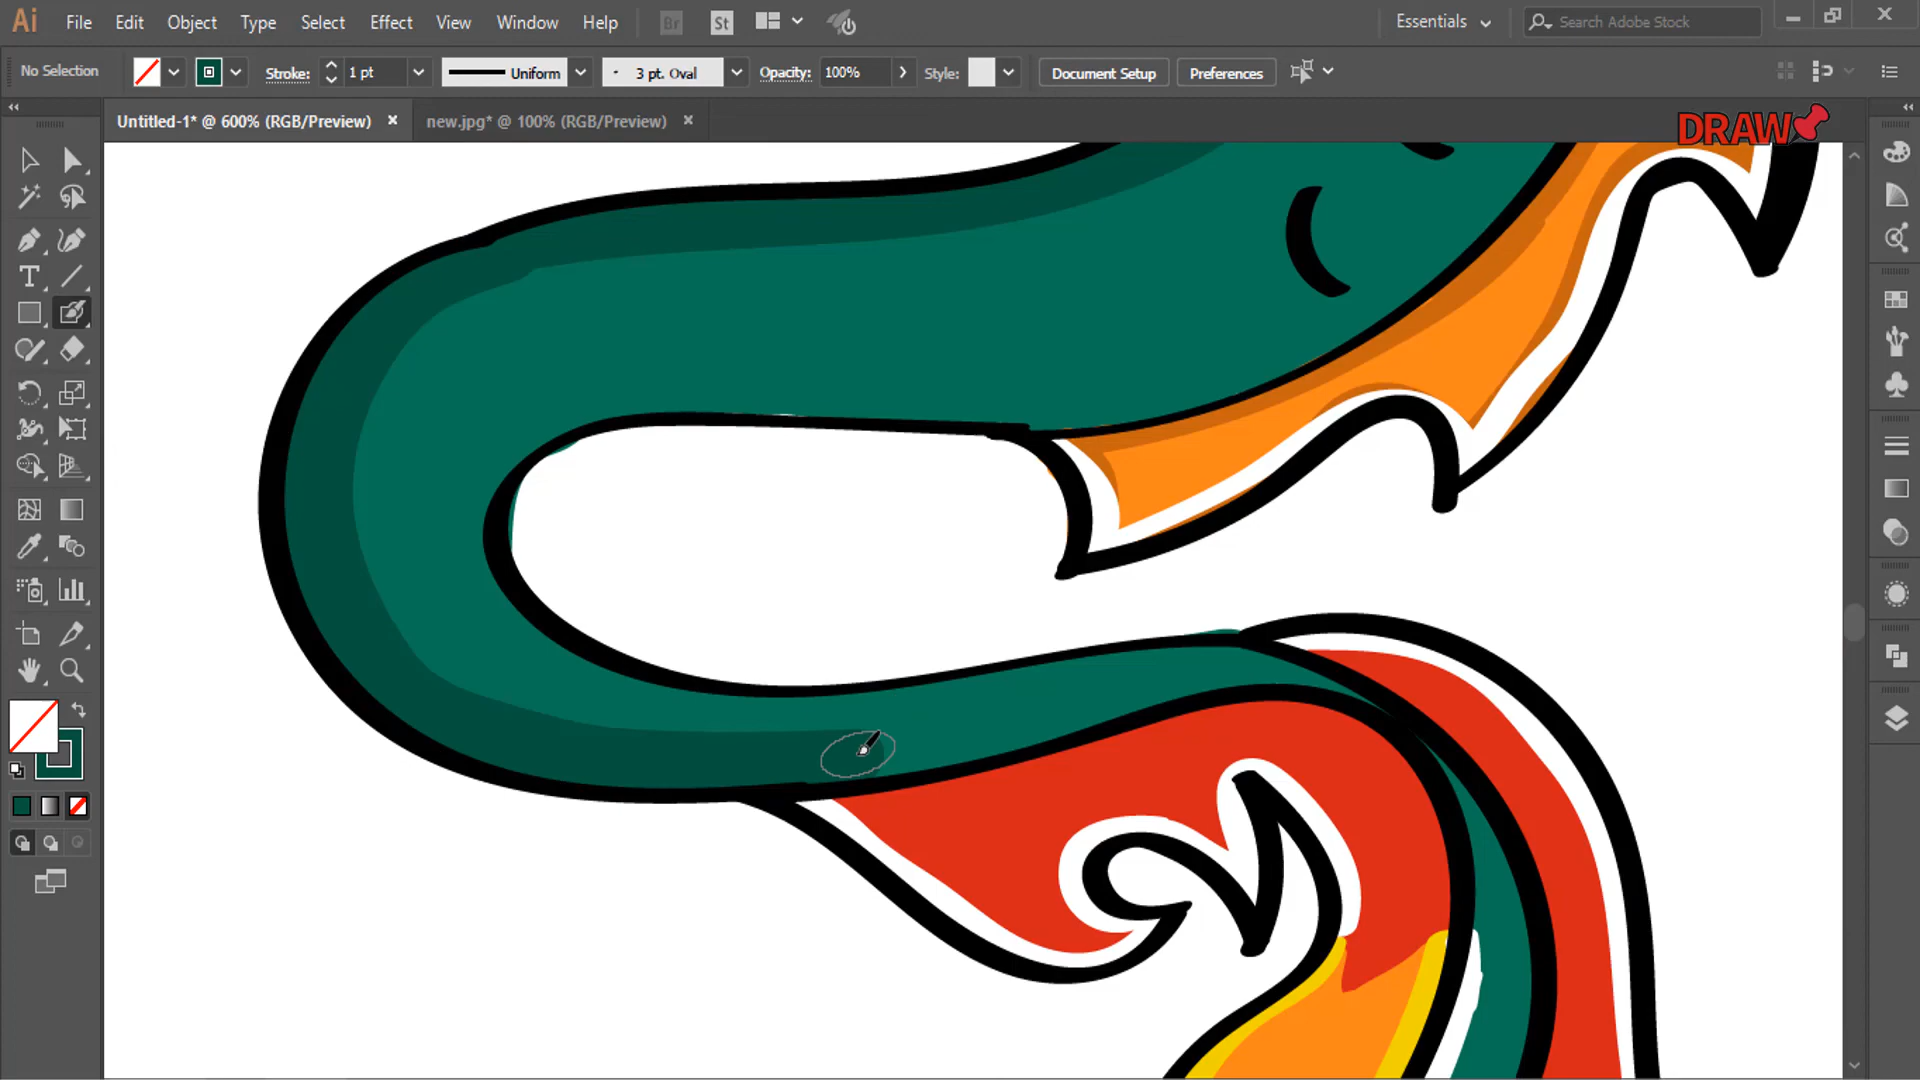 Ai File Edit Object Type Select Effect View Window Help Br St Essentials Search Adobe Stock
No Selection Stroke: 1 pt Uniform 3 pt. Oval Opacity: 100% Style: Document Setup Preferences
Untitled-1* @ 600% (RGB/Preview) × new.jpg* @ 100% (RGB/Preview) ×
DRAW
T